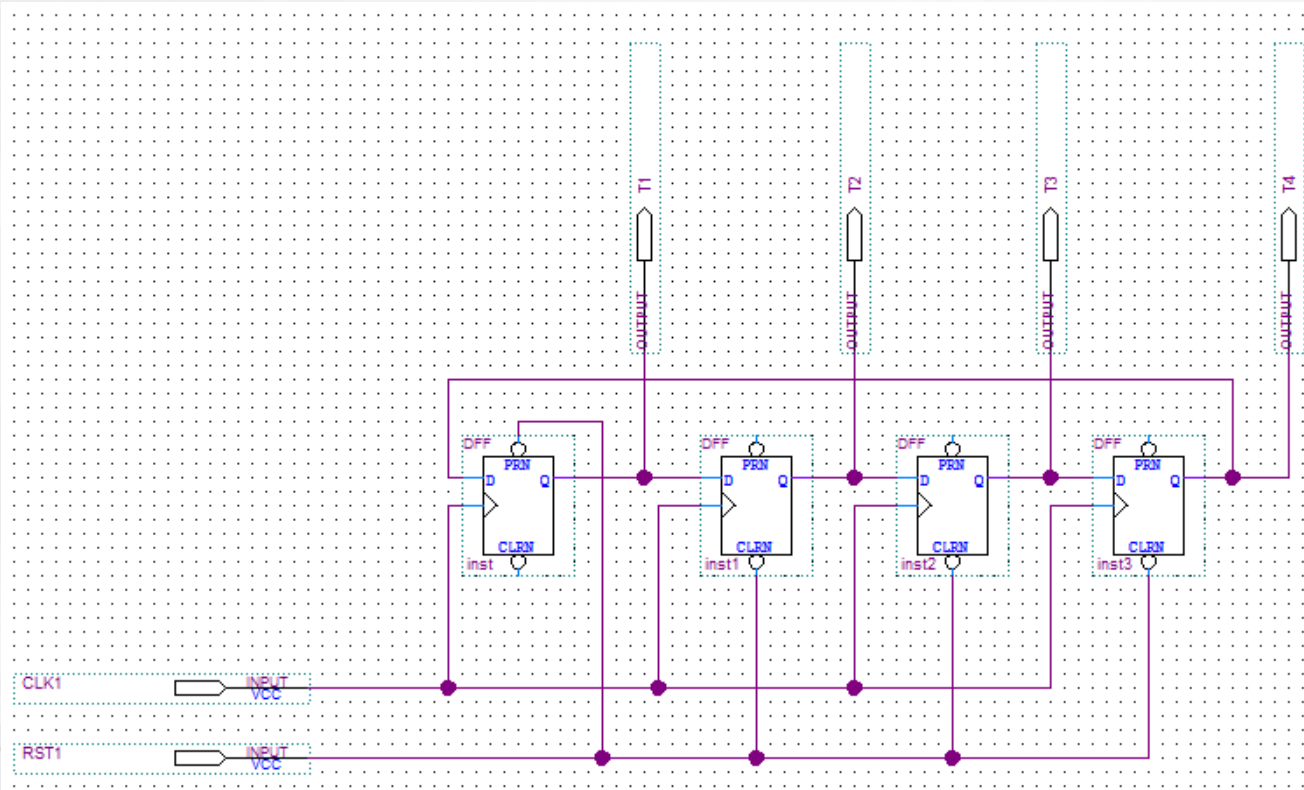 T1
T2
T3
T4
OUTPUT
OUTPUT
OUTPUT
OUTPUT
DFF
DFF
DFF
DFF
PRN
PRN
PRN
PRN
D Q
D Q
D Q
D Q
CLRN
CLRN
CLRN
CLRN
inst
inst1
inst2
inst3
CLK1
INPUT
VCC
RST1
INPUT
VCC